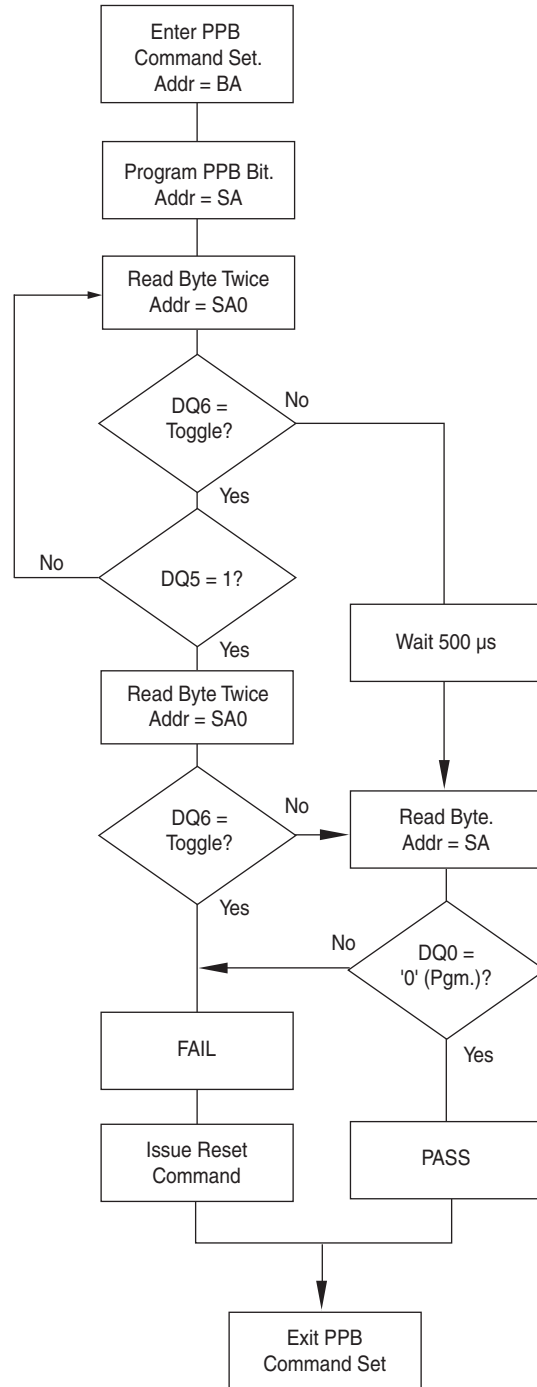 Enter PPB
Command Set.
Addr = BA
Program PPB Bit.
Addr = SA
Read Byte Twice
Addr = SA0
DQ6 =
Toggle?
No
Yes
DQ5 = 1?
No
Yes
Wait 500 µs
Read Byte Twice
Addr = SA0
DQ6 =
Toggle?
No
Yes
Read Byte.
Addr = SA
DQ0 =
'0' (Pgm.)?
No
Yes
FAIL
Issue Reset
Command
PASS
Exit PPB
Command Set